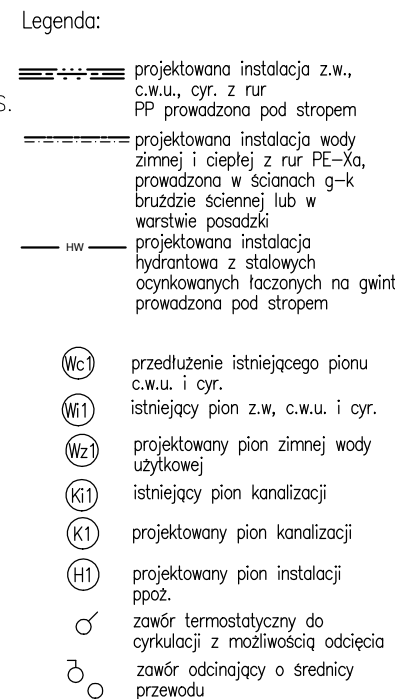 Legenda:
projektowana instalacja z.w.,
c.w.u., cyr. z rur
PP prowadzona pod stropem
S.
projektowana instalacja wody
zimnej i ciepłej z rur PE-Xa,
prowadzona w ścianach g-k
bruździe ściennej lub w
warstwie posadzki
HW
projektowana instalacja
hydrantowa z stalowych
ocynkowanych łaczonych na gwint
prowadzona pod stropem
Wc1 przedłużenie istniejącego pionu
c.w.u. i cyr.
Wi1 istniejący pion z.w, c.w.u. i cyr.
Wz1 projektowany pion zimnej wody
użytkowej
Ki1 istniejący pion kanalizacji
K1 projektowany pion kanalizacji
H1 projektowany pion instalacji
ppoż.
zawór termostatyczny do
cyrkulacji z możliwością odcięcia
zawór odcinający o średnicy
przewodu